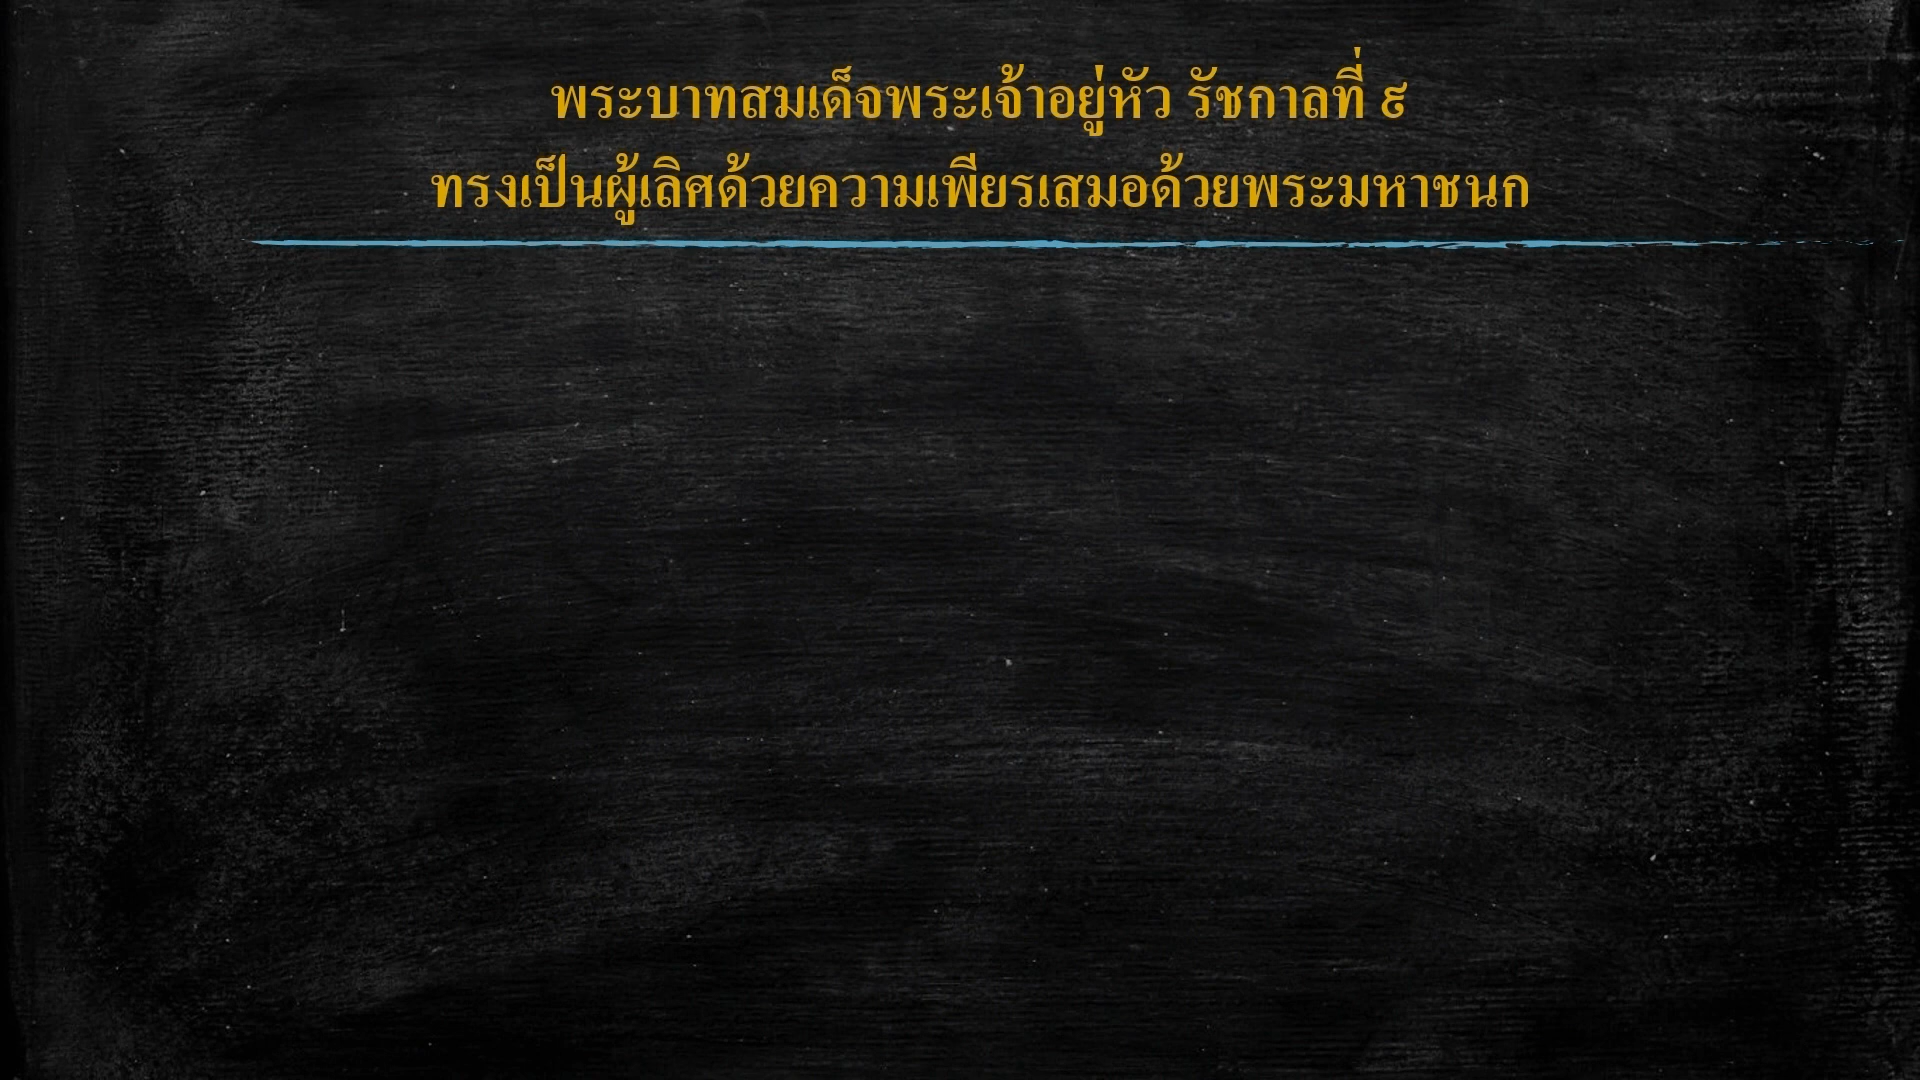 พระบาทสมเด็จพระเจ้าอยู่หัว รัชกาลที่ ๙
ทรงเป็นผู้เลิศด้วยความเพียรเสมอด้วยพระมหาชนก